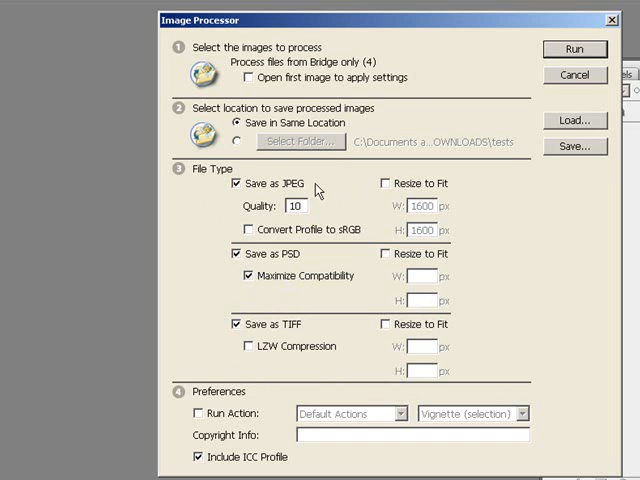 Image Processor
1 Select the images to process
Process files from Bridge only (4)
Open first image to apply settings
Run
Cancel
2 Select location to save processed images
Save in Same Location
Select Folder... C:\Documents a...OWNLOADS\tests
Load...
Save...
3 File Type
Save as JPEG Resize to Fit
Quality: 10 W: 1600 px
Convert Profile to sRGB H: 1600 px
Save as PSD Resize to Fit
Maximize Compatibility W: px
H: px
Save as TIFF Resize to Fit
LZW Compression W: px
H: px
4 Preferences
Run Action: Default Actions Vignette (selection)
Copyright Info:
Include ICC Profile